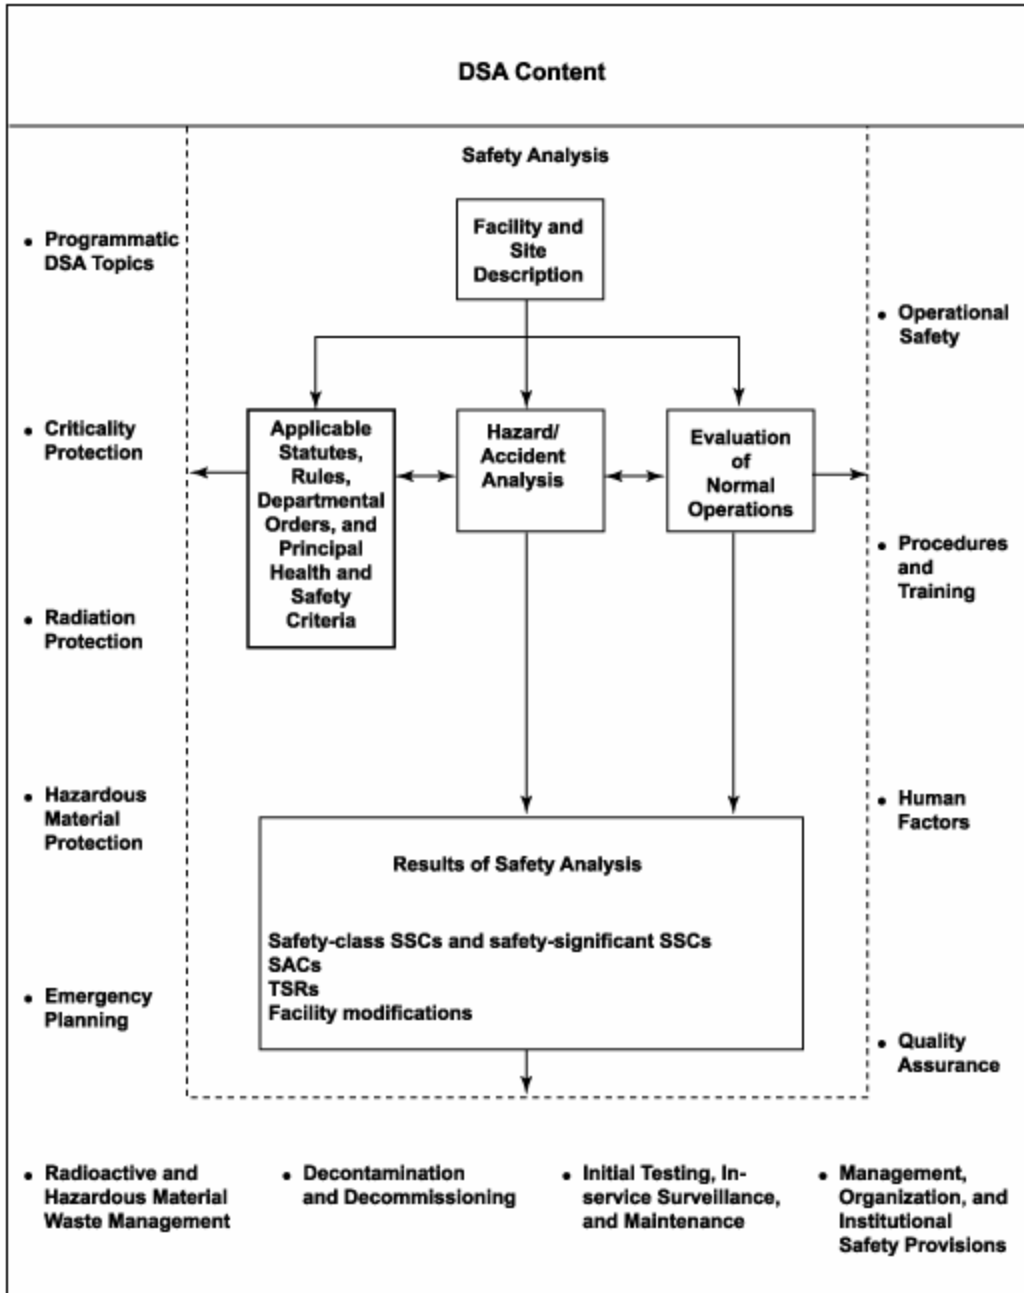 DSA Content
Safety Analysis
Facility and
Site
Description
• Programmatic
DSA Topics
• Criticality
Protection
• Radiation
Protection
• Hazardous
Material
Protection
• Emergency
Planning
Applicable
Statutes,
Rules,
Departmental
Orders, and
Principal
Health and
Safety
Criteria
Hazard/
Accident
Analysis
Evaluation
of
Normal
Operations
• Operational
Safety
• Procedures
and
Training
• Human
Factors
• Quality
Assurance
Results of Safety Analysis
Safety-class SSCs and safety-significant SSCs
SACs
TSRs
Facility modifications
• Radioactive and
Hazardous Material
Waste Management
• Decontamination
and Decommissioning
• Initial Testing, In-
service Surveillance,
and Maintenance
• Management,
Organization, and
Institutional
Safety Provisions